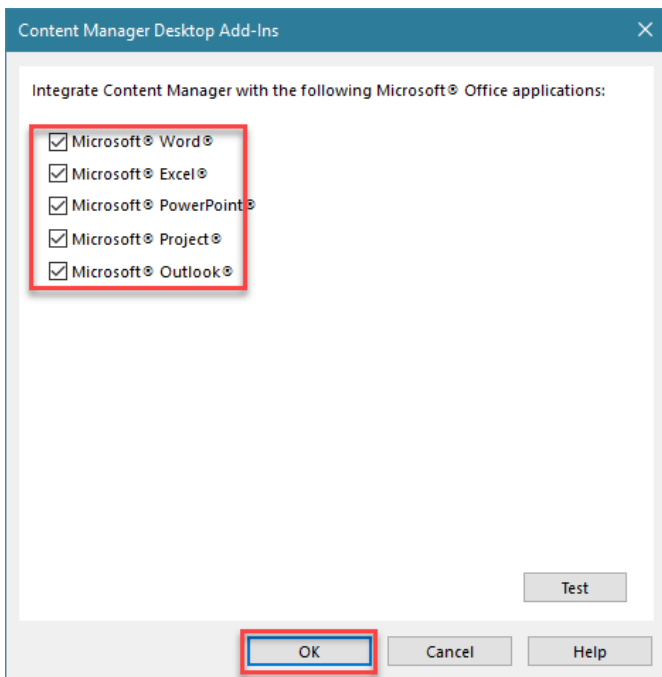 Content Manager Desktop Add-Ins
Integrate Content Manager with the following Microsoft® Office applications:
Microsoft® Word®
Microsoft® Excel®
Microsoft® PowerPoint®
Microsoft® Project®
Microsoft® Outlook®
Test
OK Cancel Help